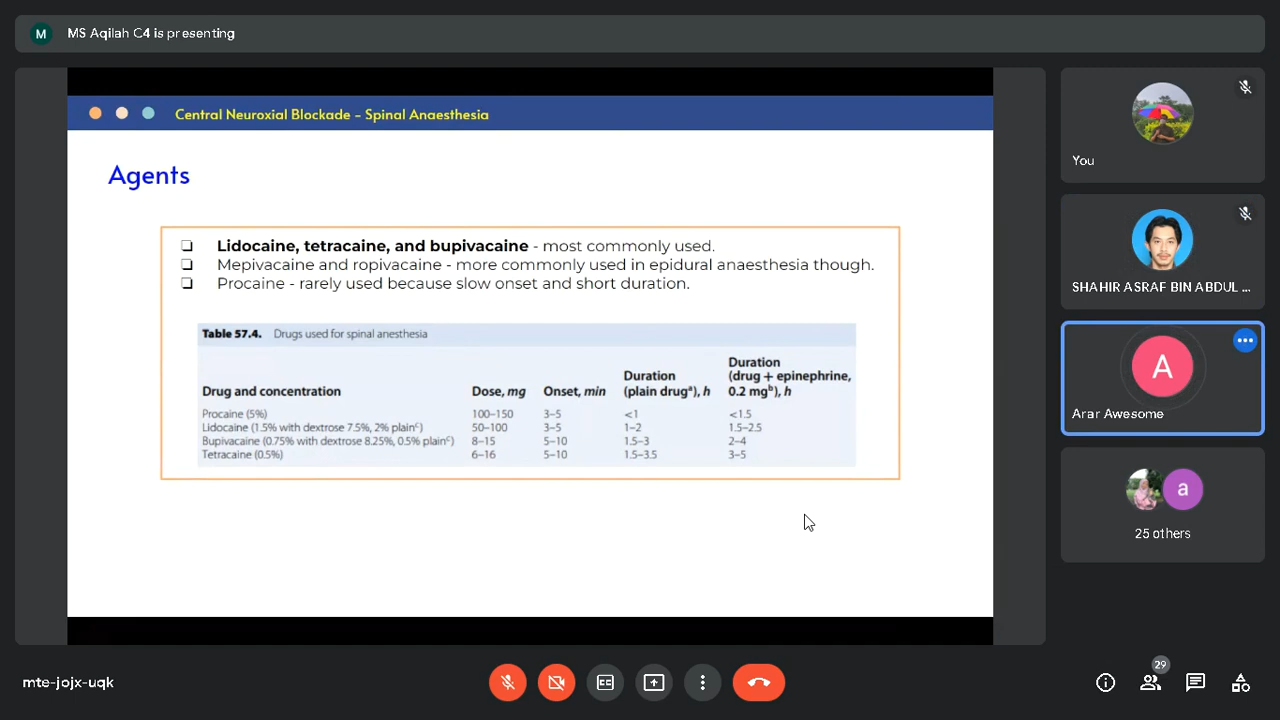 M
MS Aqilah C4 is presenting
Central Neuroxial Blockade - Spinal Anaesthesia
Agents
Lidocaine, tetracaine, and bupivacaine - most commonly used.
Mepivacaine and ropivacaine - more commonly used in epidural anaesthesia though.
Procaine - rarely used because slow onset and short duration.
Table 57.4. Drugs used for spinal anesthesia
Drug and concentration Dose, mg Onset, min Duration (plain drugᵃ), h Duration (drug + epinephrine, 0.2 mgᵇ), h
Procaine (5%) 100–150 3–5 <1 <1.5
Lidocaine (1.5% with dextrose 7.5%, 2% plainᶜ) 50–100 3–5 1–2 1.5–2.5
Bupivacaine (0.75% with dextrose 8.25%, 0.5% plainᶜ) 8–15 5–10 1.5–3 2–4
Tetracaine (0.5%) 6–16 5–10 1.5–3.5 3–5
You
SHAHIR ASRAF BIN ABDUL ...
A
Arar Awesome
a
25 others
mte-jojx-uqk
CC
29